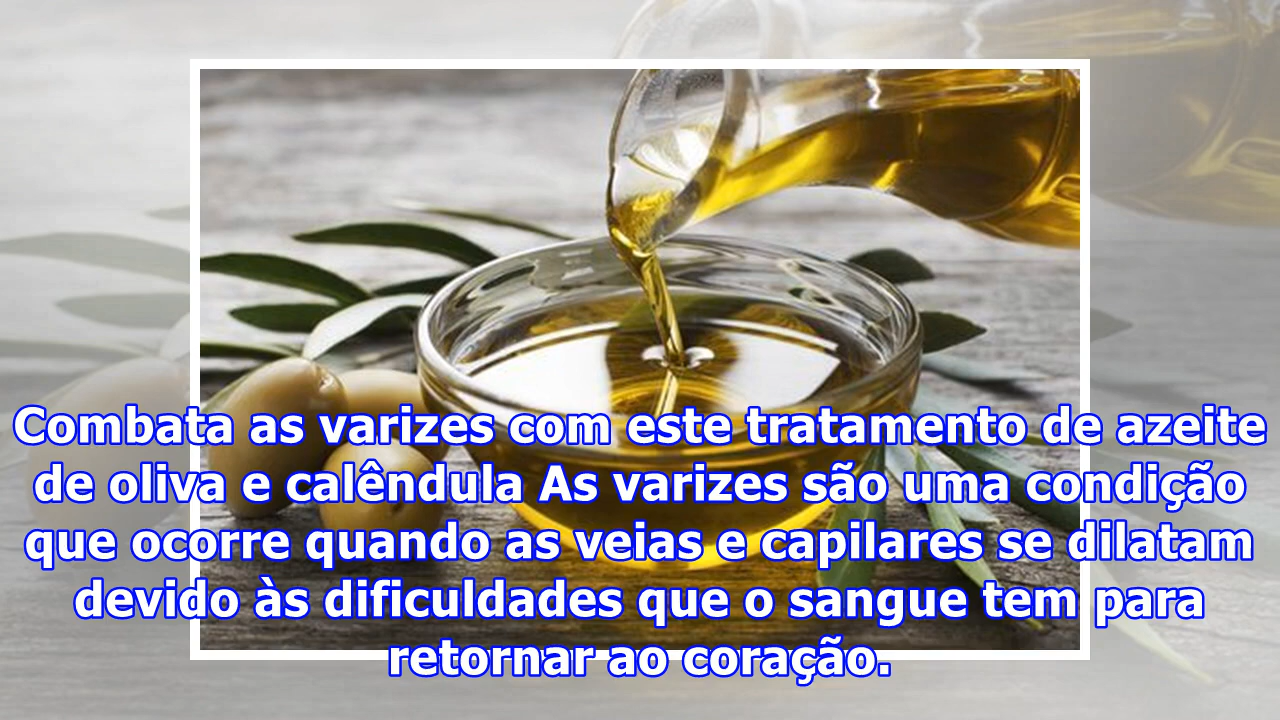 Combata as varizes com este tratamento de azeite
de oliva e calêndula As varizes são uma condição
que ocorre quando as veias e capilares se dilatam
devido às dificuldades que o sangue tem para
retornar ao coração.